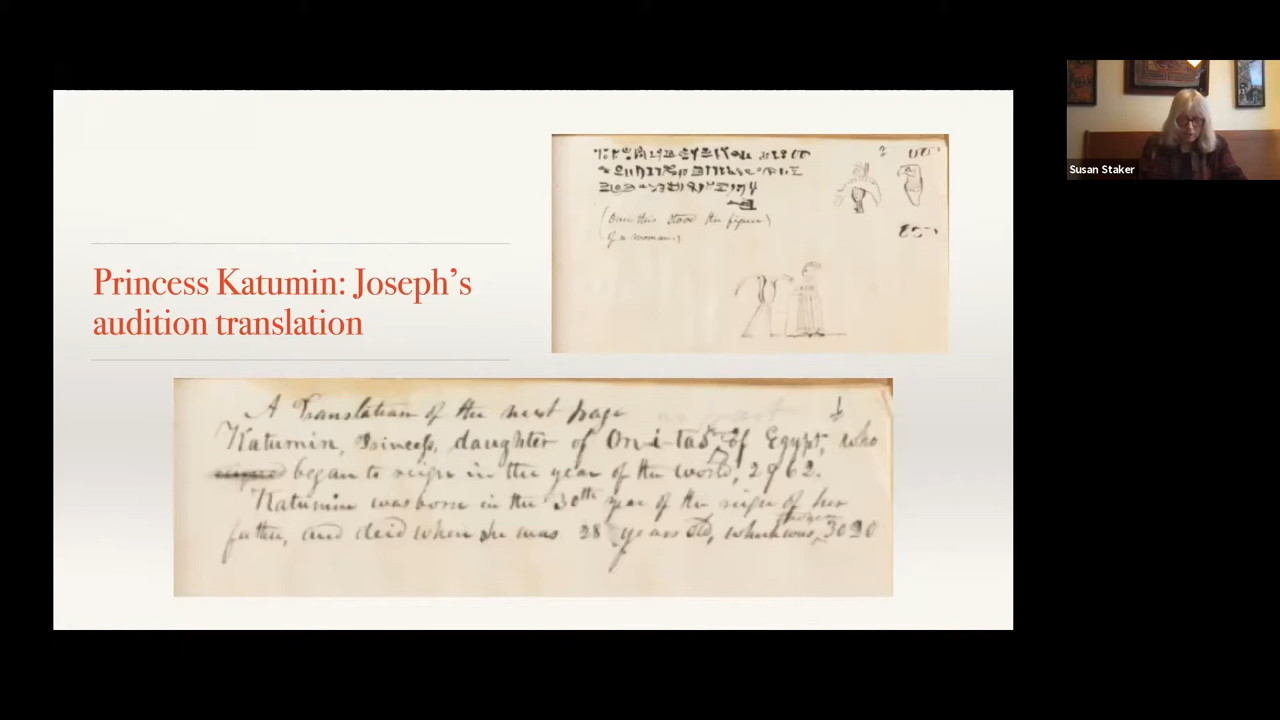 Susan Staker
Princess Katumin: Joseph's
audition translation
(Over this stood the figure)
of a woman.)
A Translation of the next page
Katumin, Princess, daughter of On-i-tas of Egypt, who
began to reign in the year of the world, 2962.
Katumin was born in the 30th year of the reign of her
father, and died when she was 28 years old, which was, 3020